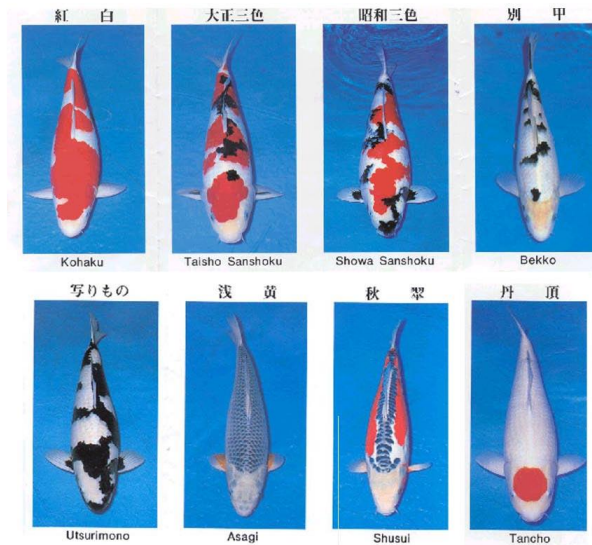 紅白
大正三色
昭和三色
別甲
Kohaku
Taisho Sanshoku
Showa Sanshoku
Bekko
写りもの
浅黄
秋翠
丹頂
Utsurimono
Asagi
Shusui
Tancho